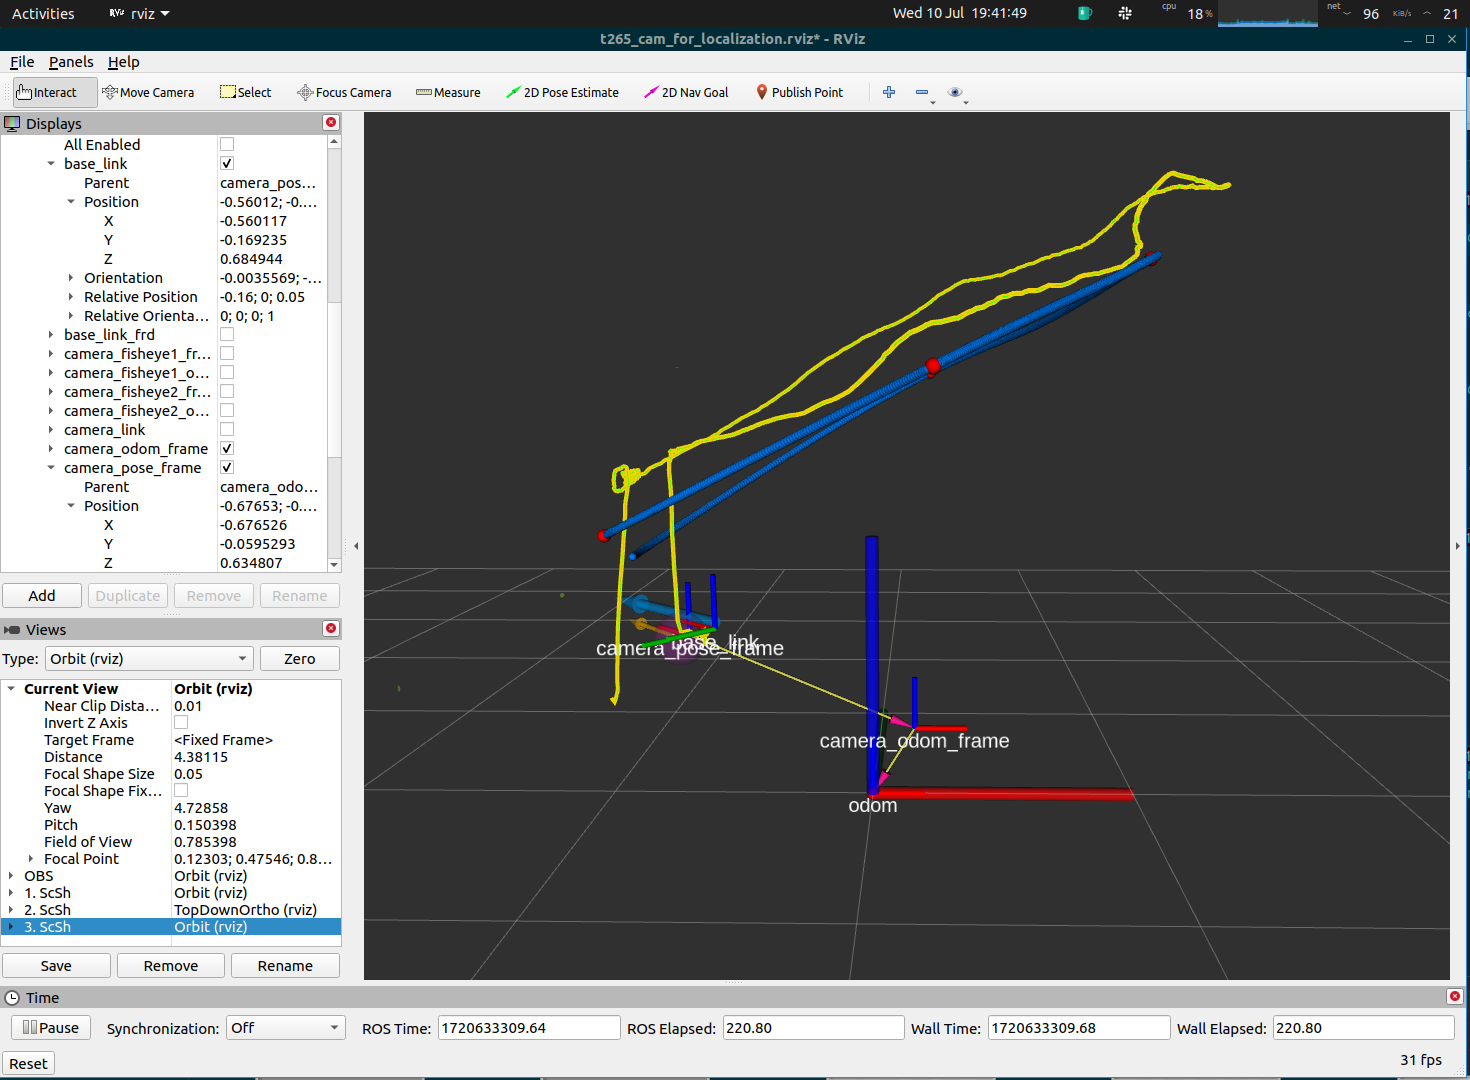 Activities
RViz rviz
Wed 10 Jul 19:41:49
cpu 18 %
net 96 KiB/s 21
t265_cam_for_localization.rviz* - RViz
File Panels Help
Interact Move Camera Select Focus Camera Measure 2D Pose Estimate 2D Nav Goal Publish Point
Displays
All Enabled
base_link
Parent camera_pos...
Position -0.56012; -0....
X -0.560117
Y -0.169235
Z 0.684944
Orientation -0.0035569; -...
Relative Position -0.16; 0; 0.05
Relative Orienta... 0; 0; 0; 1
base_link_frd
camera_fisheye1_fr...
camera_fisheye1_o...
camera_fisheye2_fr...
camera_fisheye2_o...
camera_link
camera_odom_frame
camera_pose_frame
Parent camera_odo...
Position -0.67653; -0....
X -0.676526
Y -0.0595293
Z 0.634807
Add Duplicate Remove Rename
Views
Type: Orbit (rviz) Zero
Current View Orbit (rviz)
Near Clip Dista... 0.01
Invert Z Axis
Target Frame <Fixed Frame>
Distance 4.38115
Focal Shape Size 0.05
Focal Shape Fix...
Yaw 4.72858
Pitch 0.150398
Field of View 0.785398
Focal Point 0.12303; 0.47546; 0.8...
OBS Orbit (rviz)
1. ScSh Orbit (rviz)
2. ScSh TopDownOrtho (rviz)
3. ScSh Orbit (rviz)
Save Remove Rename
base_link
camera_pose_frame
camera_odom_frame
odom
Time
Pause Synchronization: Off ROS Time: 1720633309.64 ROS Elapsed: 220.80 Wall Time: 1720633309.68 Wall Elapsed: 220.80
Reset 31 fps